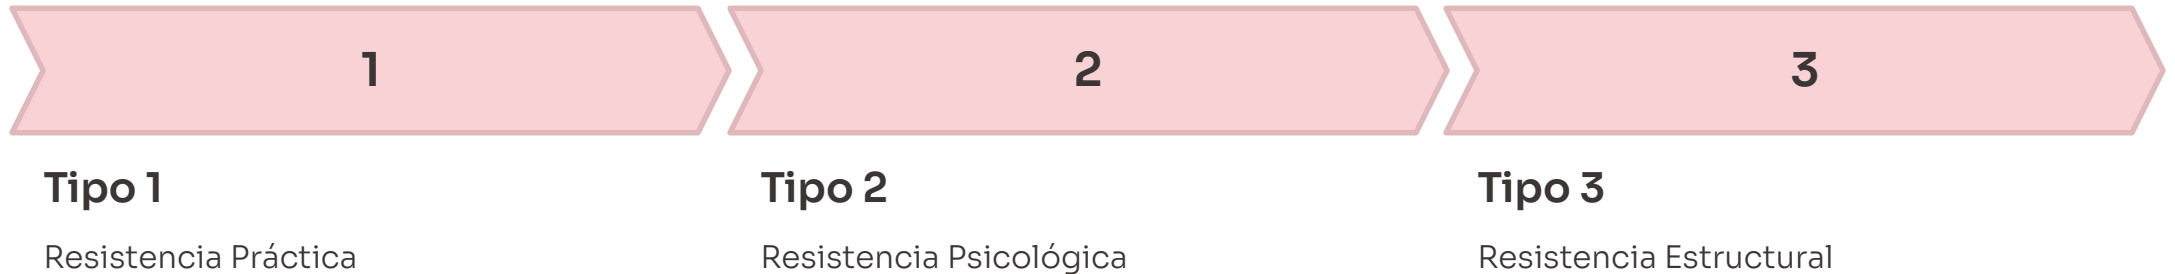 1
2
3
Tipo 1
Resistencia Práctica
Tipo 2
Resistencia Psicológica
Tipo 3
Resistencia Estructural